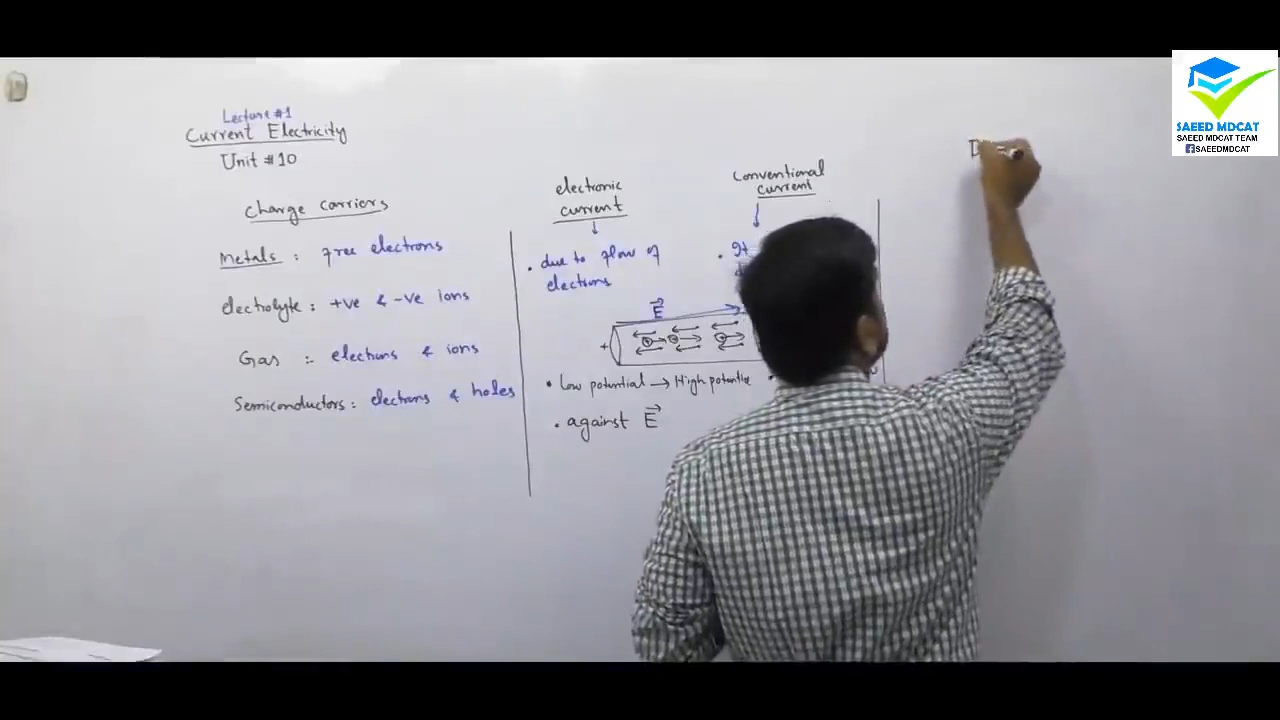 Lecture #1
Current Electricity
Unit #10
Charge carriers
Metals : free electrons
electrolyte : +ve & -ve ions
Gas :- electrons & ions
Semiconductors : electrons & holes
electronic
current
• due to flow of
electrons
E
+
• Low potential → High potential
• against E
Conventional
current
• It
SAEED MDCAT
SAEED MDCAT TEAM
SAEEDMDCAT